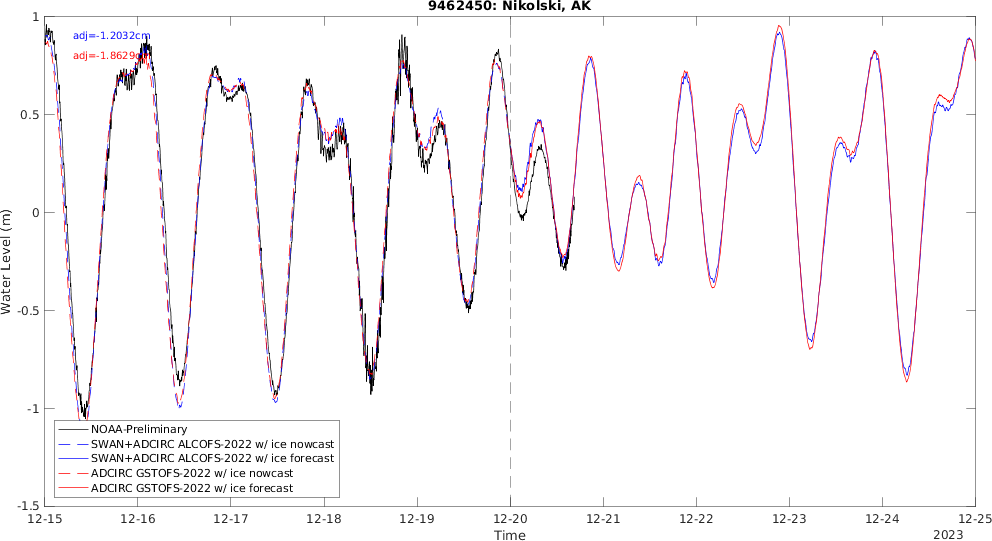 9462450: Nikolski, AK
adj=-1.2032cm
adj=-1.8629cm
Water Level (m)
1
0.5
0
-0.5
-1
-1.5
NOAA-Preliminary
SWAN+ADCIRC ALCOFS-2022 w/ ice nowcast
SWAN+ADCIRC ALCOFS-2022 w/ ice forecast
ADCIRC GSTOFS-2022 w/ ice nowcast
ADCIRC GSTOFS-2022 w/ ice forecast
12-15 12-16 12-17 12-18 12-19 12-20 12-21 12-22 12-23 12-24 12-25
Time
2023